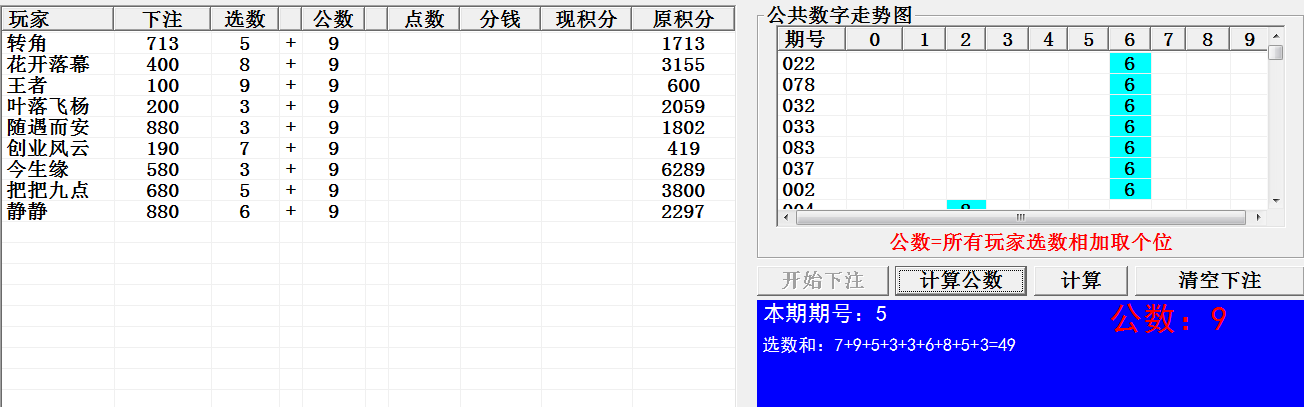 玩家 下注 选数 公数 点数 分钱 现积分 原积分
转角 713 5 + 9 1713
花开落幕 400 8 + 9 3155
王者 100 9 + 9 600
叶落飞杨 200 3 + 9 2059
随遇而安 880 3 + 9 1802
创业风云 190 7 + 9 419
今生缘 580 3 + 9 6289
把把九点 680 5 + 9 3800
静静 880 6 + 9 2297
公共数字走势图
期号 0 1 2 3 4 5 6 7 8 9
022 6
078 6
032 6
033 6
083 6
037 6
002 6
公数=所有玩家选数相加取个位
开始下注 计算公数 计算 清空下注
本期期号：5 公数：9
选数和：7+9+5+3+3+6+8+5+3=49